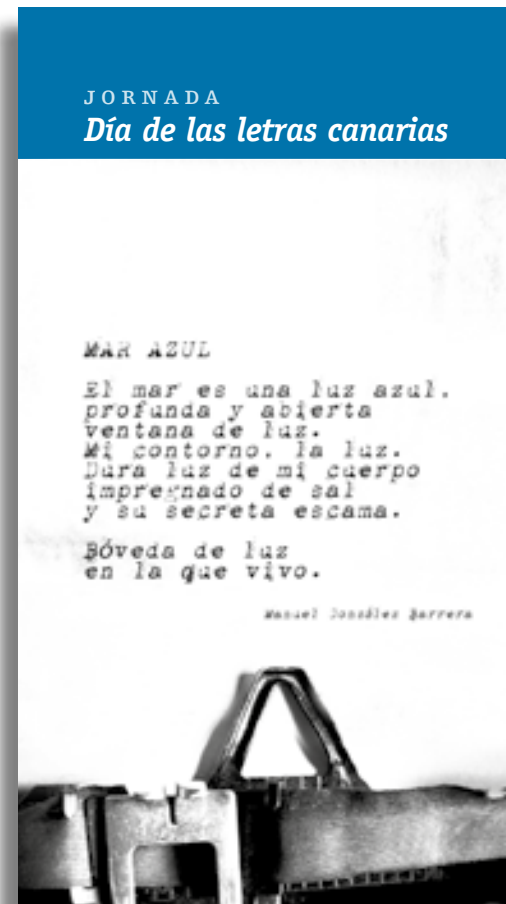 JORNADA
Día de las letras canarias
MAR AZUL
El mar es una luz azul.
profunda y abierta
ventana de luz.
Mi contorno, la luz.
Dura luz de mi cuerpo
impregnado de sal
y su secreta escama.
Bóveda de luz
en la que vivo.
Manuel González Barrera